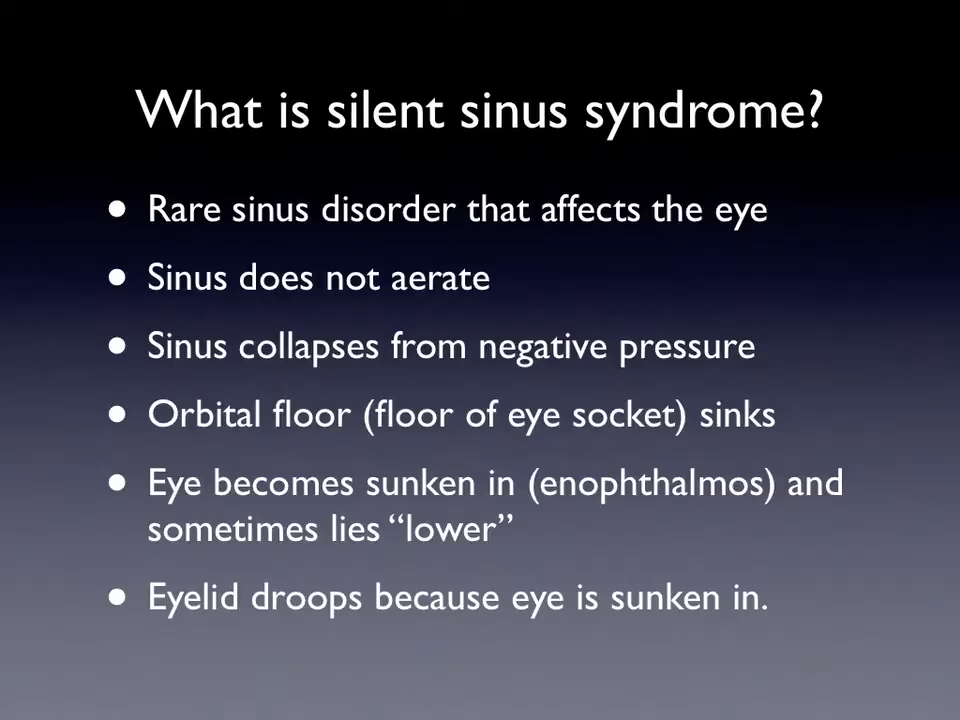 What is silent sinus syndrome?
• Rare sinus disorder that affects the eye
• Sinus does not aerate
• Sinus collapses from negative pressure
• Orbital floor (floor of eye socket) sinks
• Eye becomes sunken in (enophthalmos) and
sometimes lies “lower”
• Eyelid droops because eye is sunken in.